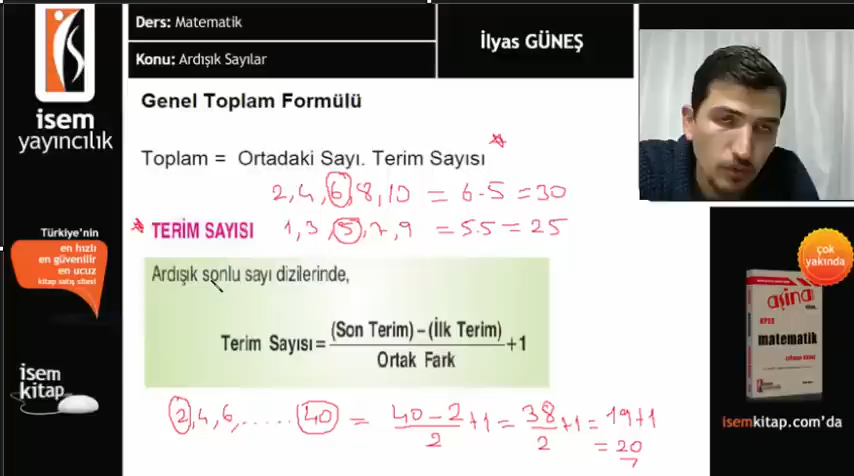 Ders: Matematik
Konu: Ardışık Sayılar
İlyas GÜNEŞ
isem
yayıncılık
Genel Toplam Formülü
Toplam = Ortadaki Sayı. Terim Sayısı
2, 4, 6, 8, 10 = 6.5 = 30
TERİM SAYISI
1, 3, 5, 7, 9 = 5.5 = 25
Türkiye'nin
en hızlı
en güvenilir
en ucuz
kitap satış sitesi
Ardışık sonlu sayı dizilerinde,
Terim Sayısı = (Son Terim) – (İlk Terim) / Ortak Fark + 1
2, 4, 6, ..... 40 = 40 - 2 / 2 + 1 = 38 / 2 + 1 = 19 + 1
= 20
isem
kitap
çok
yakında
aşina
KPSS
matematik
isemkitap.com'da